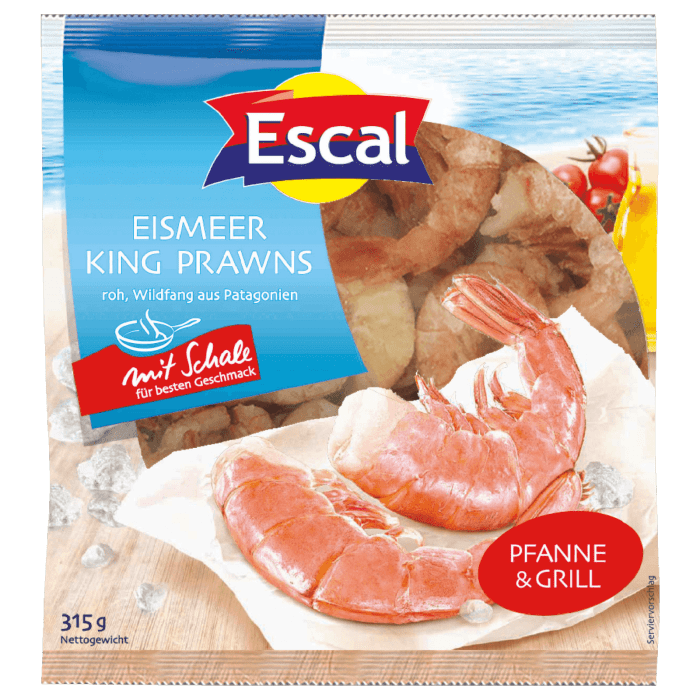 Escal
EISMEER
KING PRAWNS
roh, Wildfang aus Patagonien
mit Schale
für besten Geschmack
PFANNE
& GRILL
315 g
Nettogewicht
Serviervorschlag